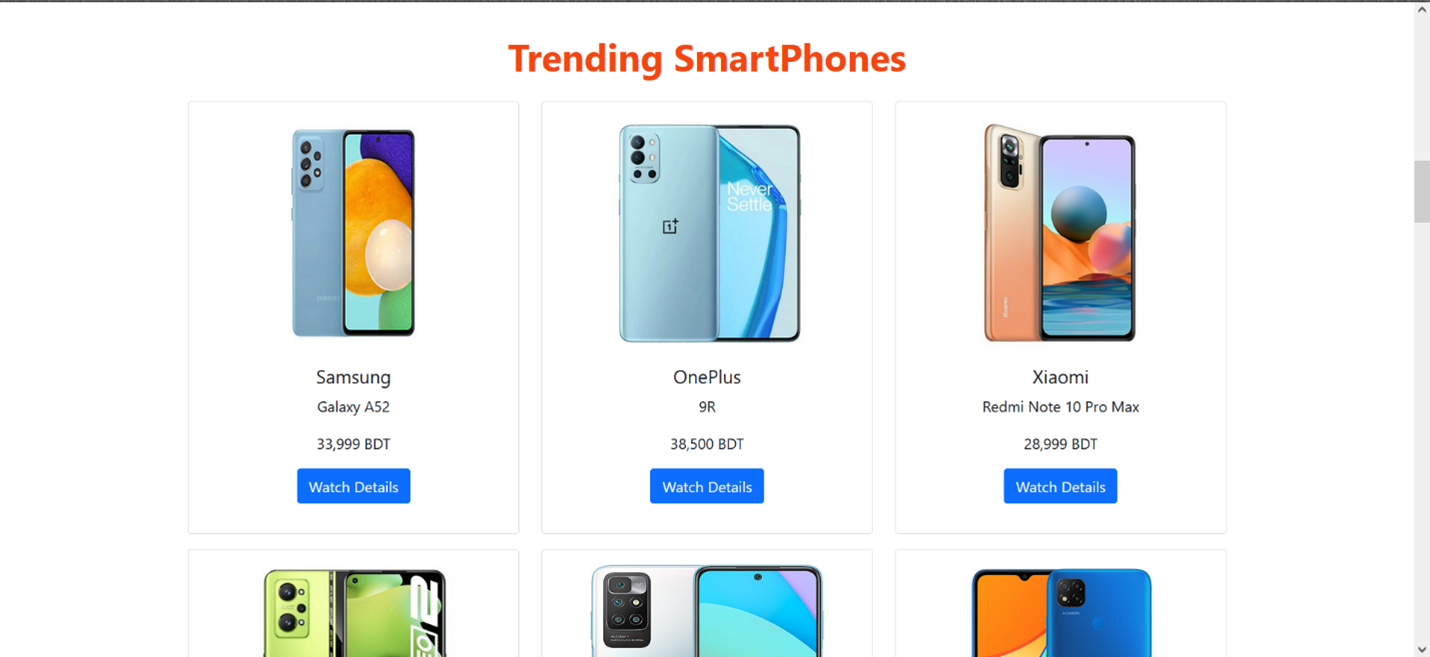 Trending SmartPhones
Never
Settle
Samsung
Galaxy A52
33,999 BDT
Watch Details
OnePlus
9R
38,500 BDT
Watch Details
Xiaomi
Redmi Note 10 Pro Max
28,999 BDT
Watch Details